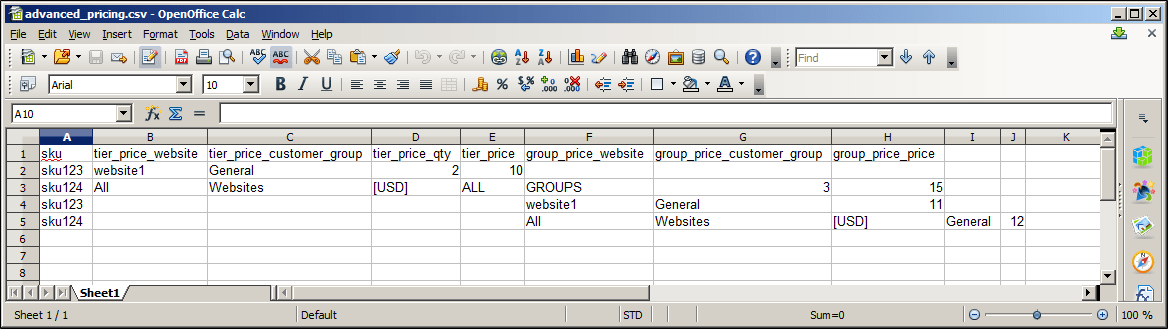 advanced_pricing.csv - OpenOffice Calc
File Edit View Insert Format Tools Data Window Help
Find
Arial 10
A10
A B C D E F G H I J K
1 sku tier_price_website tier_price_customer_group tier_price_qty tier_price group_price_website group_price_customer_group group_price_price
2 sku123 website1 General 2 10
3 sku124 All Websites [USD] ALL GROUPS 3 15
4 sku123 website1 General 11
5 sku124 All Websites [USD] General 12
6
7
8
Sheet1
Sheet 1 / 1 Default STD Sum=0 100 %